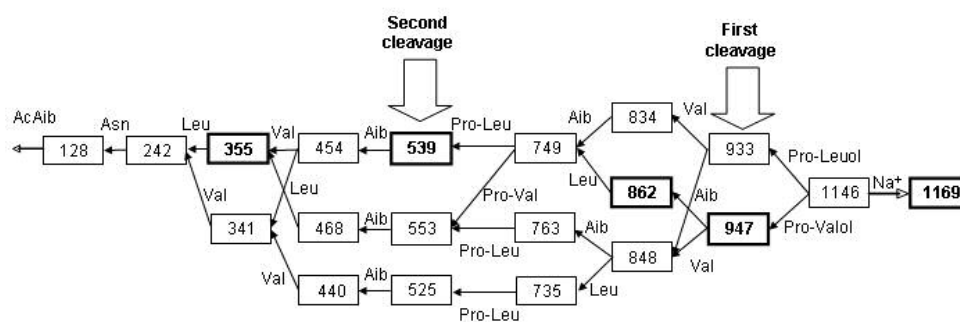 Second
cleavage
First
cleavage
AcAib
Asn
Leu
Val
Aib
Pro-Leu
Aib
Val
834
128
242
355
454
539
749
933
Pro-Leuol
Val
Leu
Pro-Val
Leu
862
Aib
1146
Na+
1169
341
468
Aib
553
Pro-Leu
763
Aib
848
947
Pro-Valol
Val
Val
440
Aib
525
Pro-Leu
735
Leu